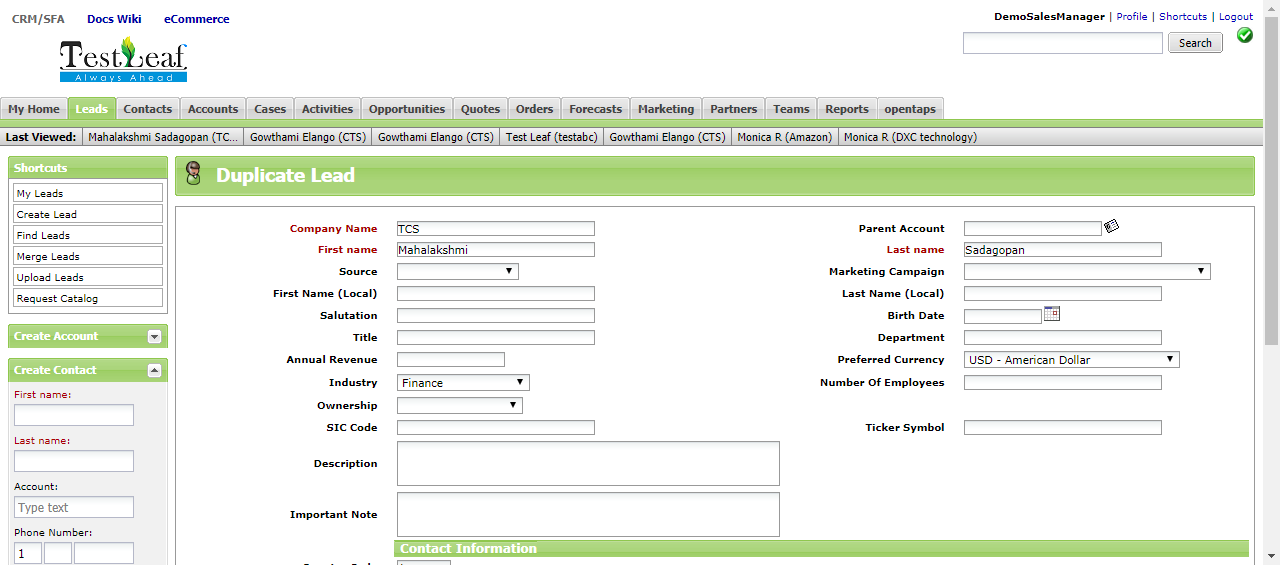 CRM/SFA Docs Wiki eCommerce
DemoSalesManager | Profile | Shortcuts | Logout
Search
TestLeaf
Always Ahead
My Home Leads Contacts Accounts Cases Activities Opportunities Quotes Orders Forecasts Marketing Partners Teams Reports opentaps
Last Viewed: Mahalakshmi Sadagopan (TC... Gowthami Elango (CTS) Gowthami Elango (CTS) Test Leaf (testabc) Gowthami Elango (CTS) Monica R (Amazon) Monica R (DXC technology)
Shortcuts
My Leads
Create Lead
Find Leads
Merge Leads
Upload Leads
Request Catalog
Create Account
Create Contact
First name:
Last name:
Account:
Type text
Phone Number:
1
Duplicate Lead
Company Name TCS Parent Account
First name Mahalakshmi Last name Sadagopan
Source Marketing Campaign
First Name (Local) Last Name (Local)
Salutation Birth Date
Title Department
Annual Revenue Preferred Currency USD - American Dollar
Industry Finance Number Of Employees
Ownership
SIC Code Ticker Symbol
Description
Important Note
Contact Information